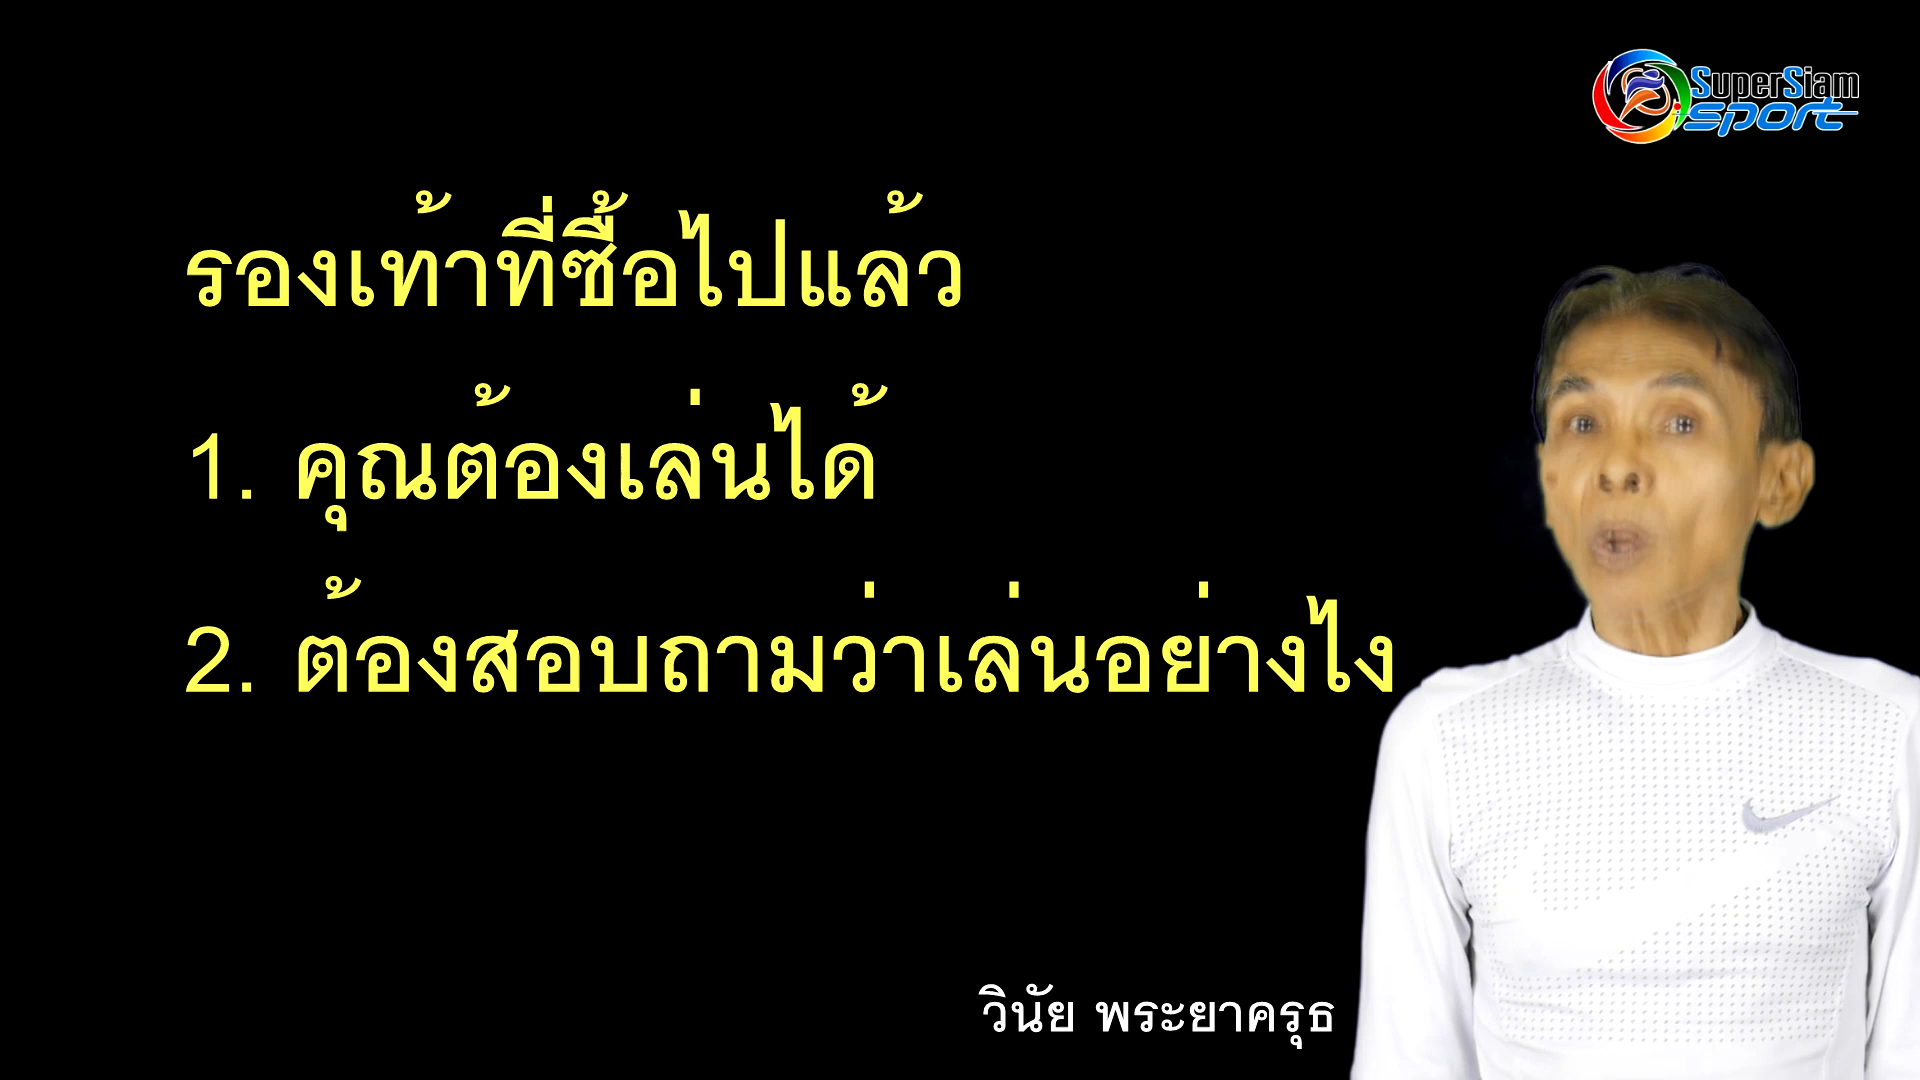 SuperSiam
sport
รองเท้าที่ซื้อไปแล้ว
1. คุณต้องเล่นได้
2. ต้องสอบถามว่าเล่นอย่างไง
วินัย พระยาครุธ